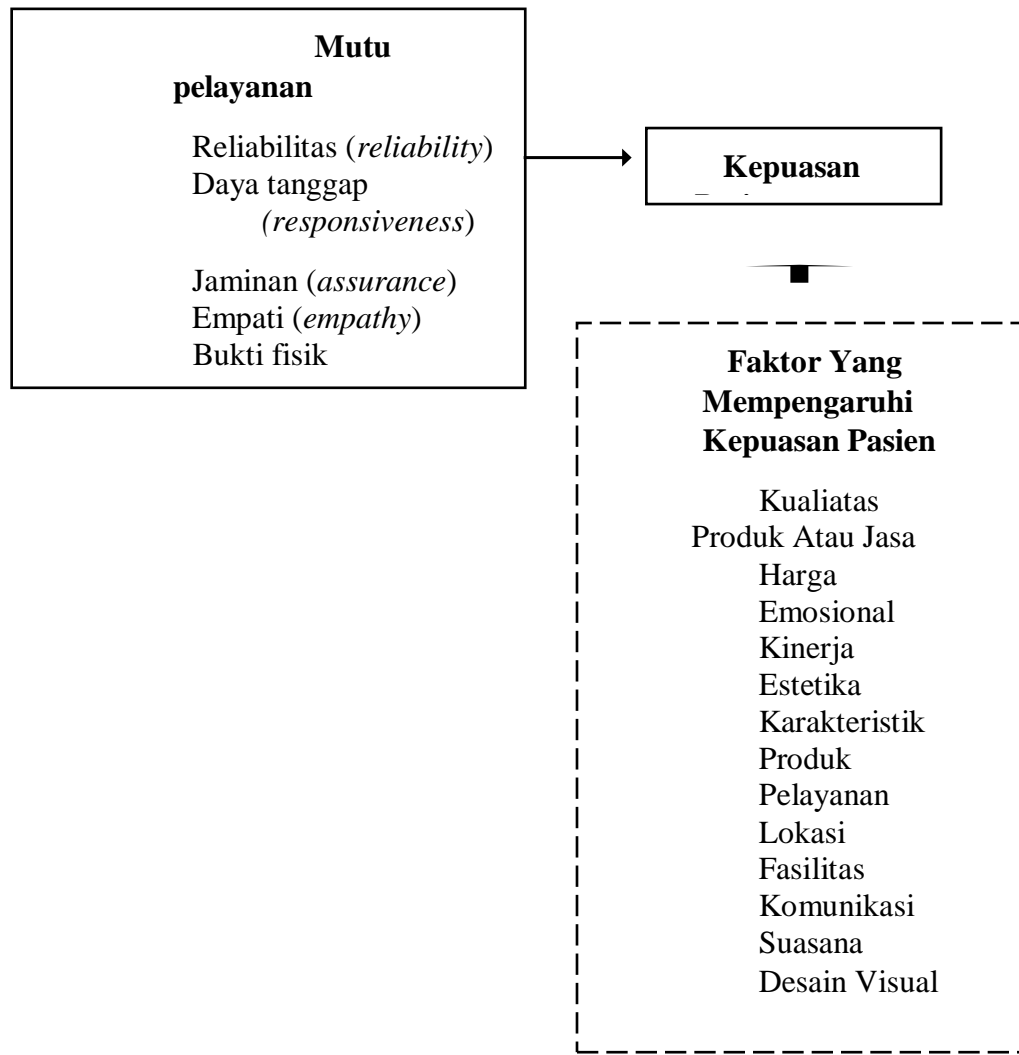 Mutu
pelayanan
Reliabilitas (reliability)
Daya tanggap
(responsiveness)
Jaminan (assurance)
Empati (empathy)
Bukti fisik
Kepuasan
Faktor Yang
Mempengaruhi
Kepuasan Pasien
Kualiatas
Produk Atau Jasa
Harga
Emosional
Kinerja
Estetika
Karakteristik
Produk
Pelayanan
Lokasi
Fasilitas
Komunikasi
Suasana
Desain Visual